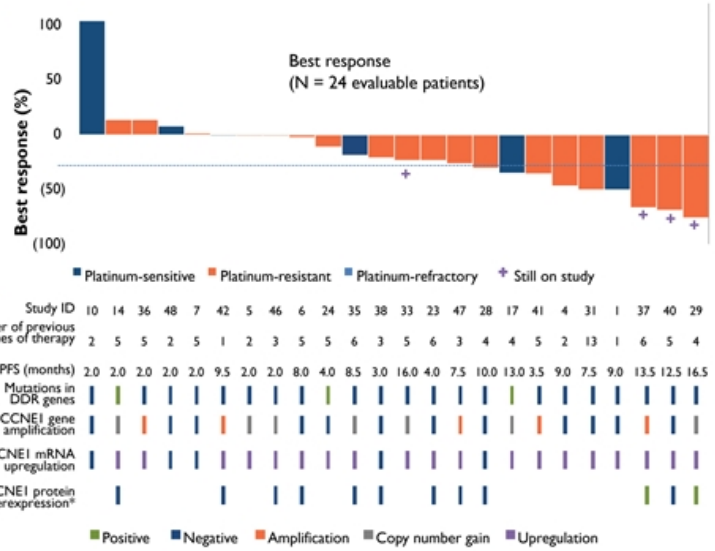 100
Best response
(N = 24 evaluable patients)
50
0
(50)
(100)
Best response (%)
Platinum-sensitive Platinum-resistant Platinum-refractory + Still on study
Study ID 10 14 36 48 7 42 5 46 6 24 35 38 33 23 47 28 17 41 4 31 1 37 40 29
er of previous
es of therapy 2 5 5 2 5 1 2 3 5 5 6 3 5 6 3 4 4 5 2 13 1 6 5 4
PFS (months) 2.0 2.0 2.0 2.0 2.0 9.5 2.0 2.0 8.0 4.0 8.5 3.0 16.0 4.0 7.5 10.0 13.0 3.5 9.0 7.5 9.0 13.5 12.5 16.5
Mutations in
DDR genes
CCNE1 gene
amplification
CNE1 mRNA
upregulation
CNE1 protein
erexpression*
Positive Negative Amplification Copy number gain Upregulation